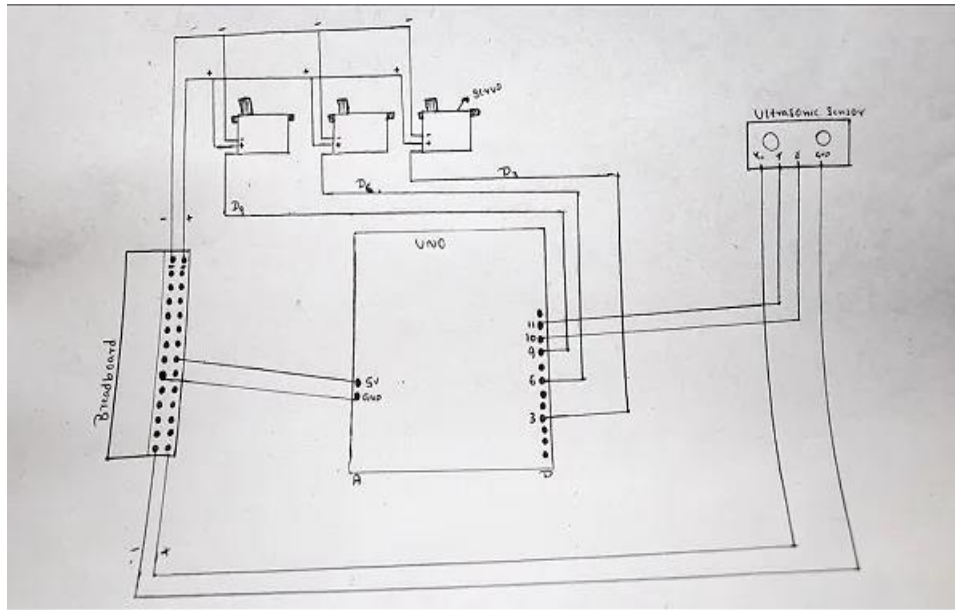 - - - -
+ + +
servo
Ultrasonic Sensor
Vcc T E GND
- +
- +
- +
D3
D6
D9
- +
UNO
11
10
9
5V
6
GND
3
Breadboard
A D
- +